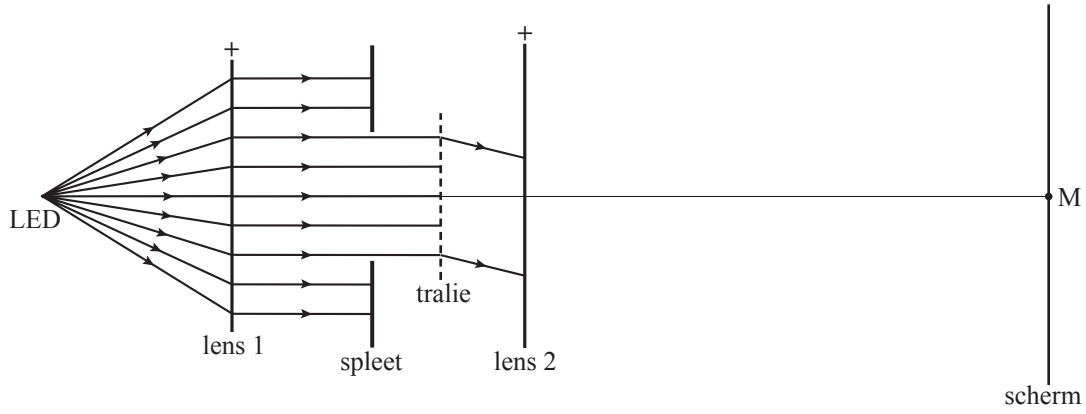 +
+
LED
M
lens 1
spleet
tralie
lens 2
scherm